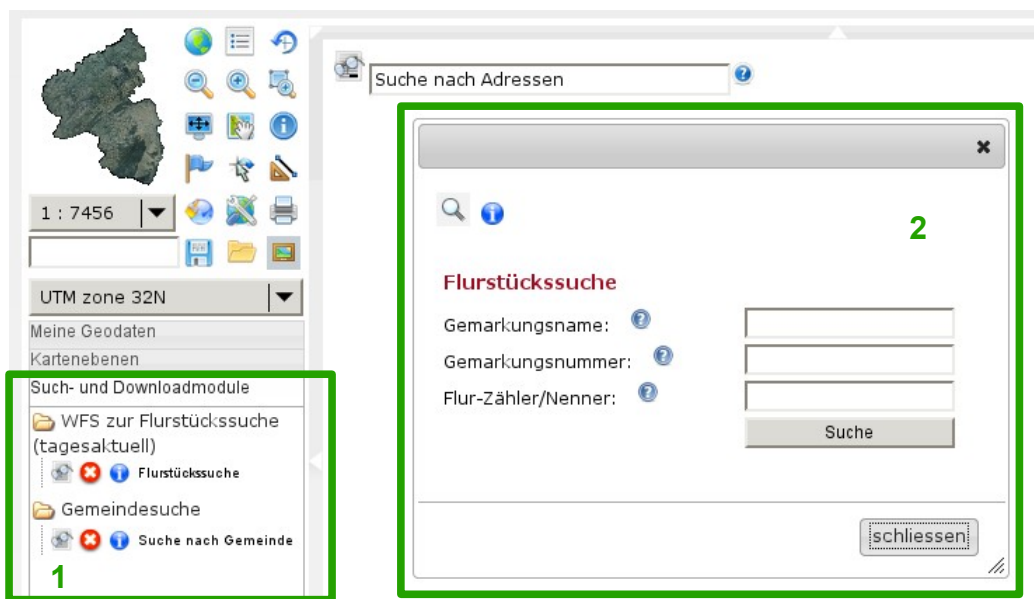 Suche nach Adressen
1 : 7456
UTM zone 32N
Meine Geodaten
Kartenebenen
Such- und Downloadmodule
WFS zur Flurstückssuche
(tagesaktuell)
Flurstückssuche
Gemeindesuche
Suche nach Gemeinde
1
2
Flurstückssuche
Gemarkungsname:
Gemarkungsnummer:
Flur-Zähler/Nenner:
Suche
schliessen